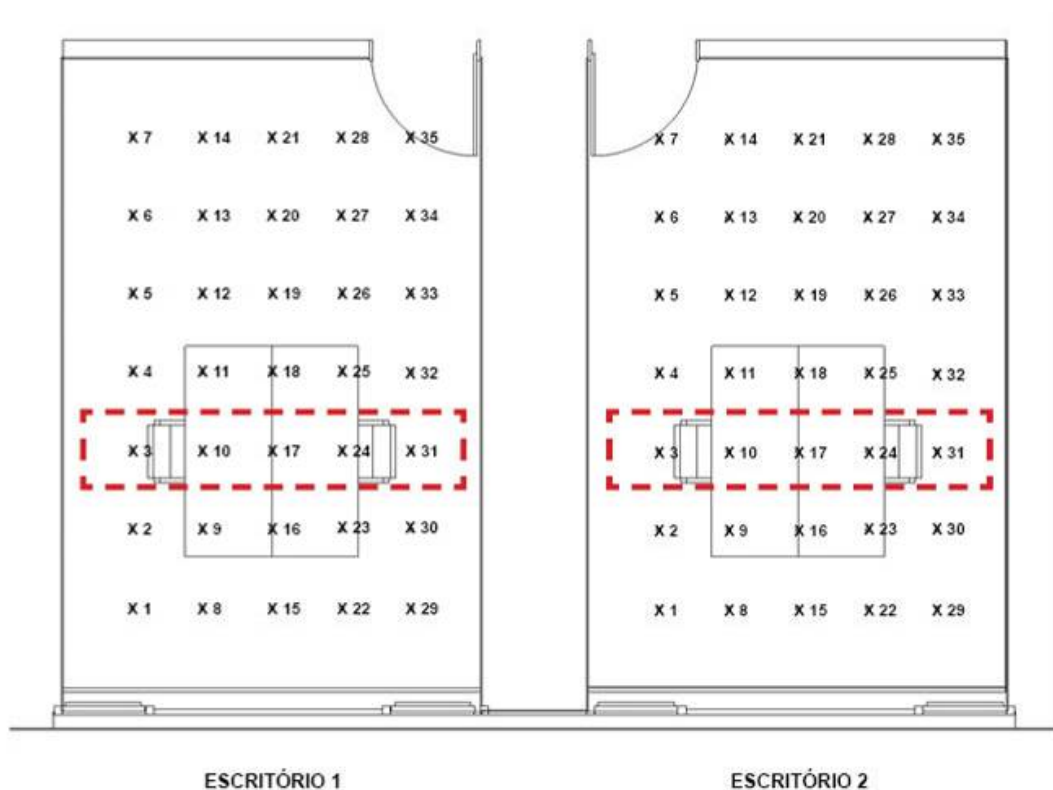 X 7 X 14 X 21 X 28 X 35 X 7 X 14 X 21 X 28 X 35
X 6 X 13 X 20 X 27 X 34 X 6 X 13 X 20 X 27 X 34
X 5 X 12 X 19 X 26 X 33 X 5 X 12 X 19 X 26 X 33
X 4 X 11 X 18 X 25 X 32 X 4 X 11 X 18 X 25 X 32
X 3 X 10 X 17 X 24 X 31 X 3 X 10 X 17 X 24 X 31
X 2 X 9 X 16 X 23 X 30 X 2 X 9 X 16 X 23 X 30
X 1 X 8 X 15 X 22 X 29 X 1 X 8 X 15 X 22 X 29
ESCRITÓRIO 1 ESCRITÓRIO 2